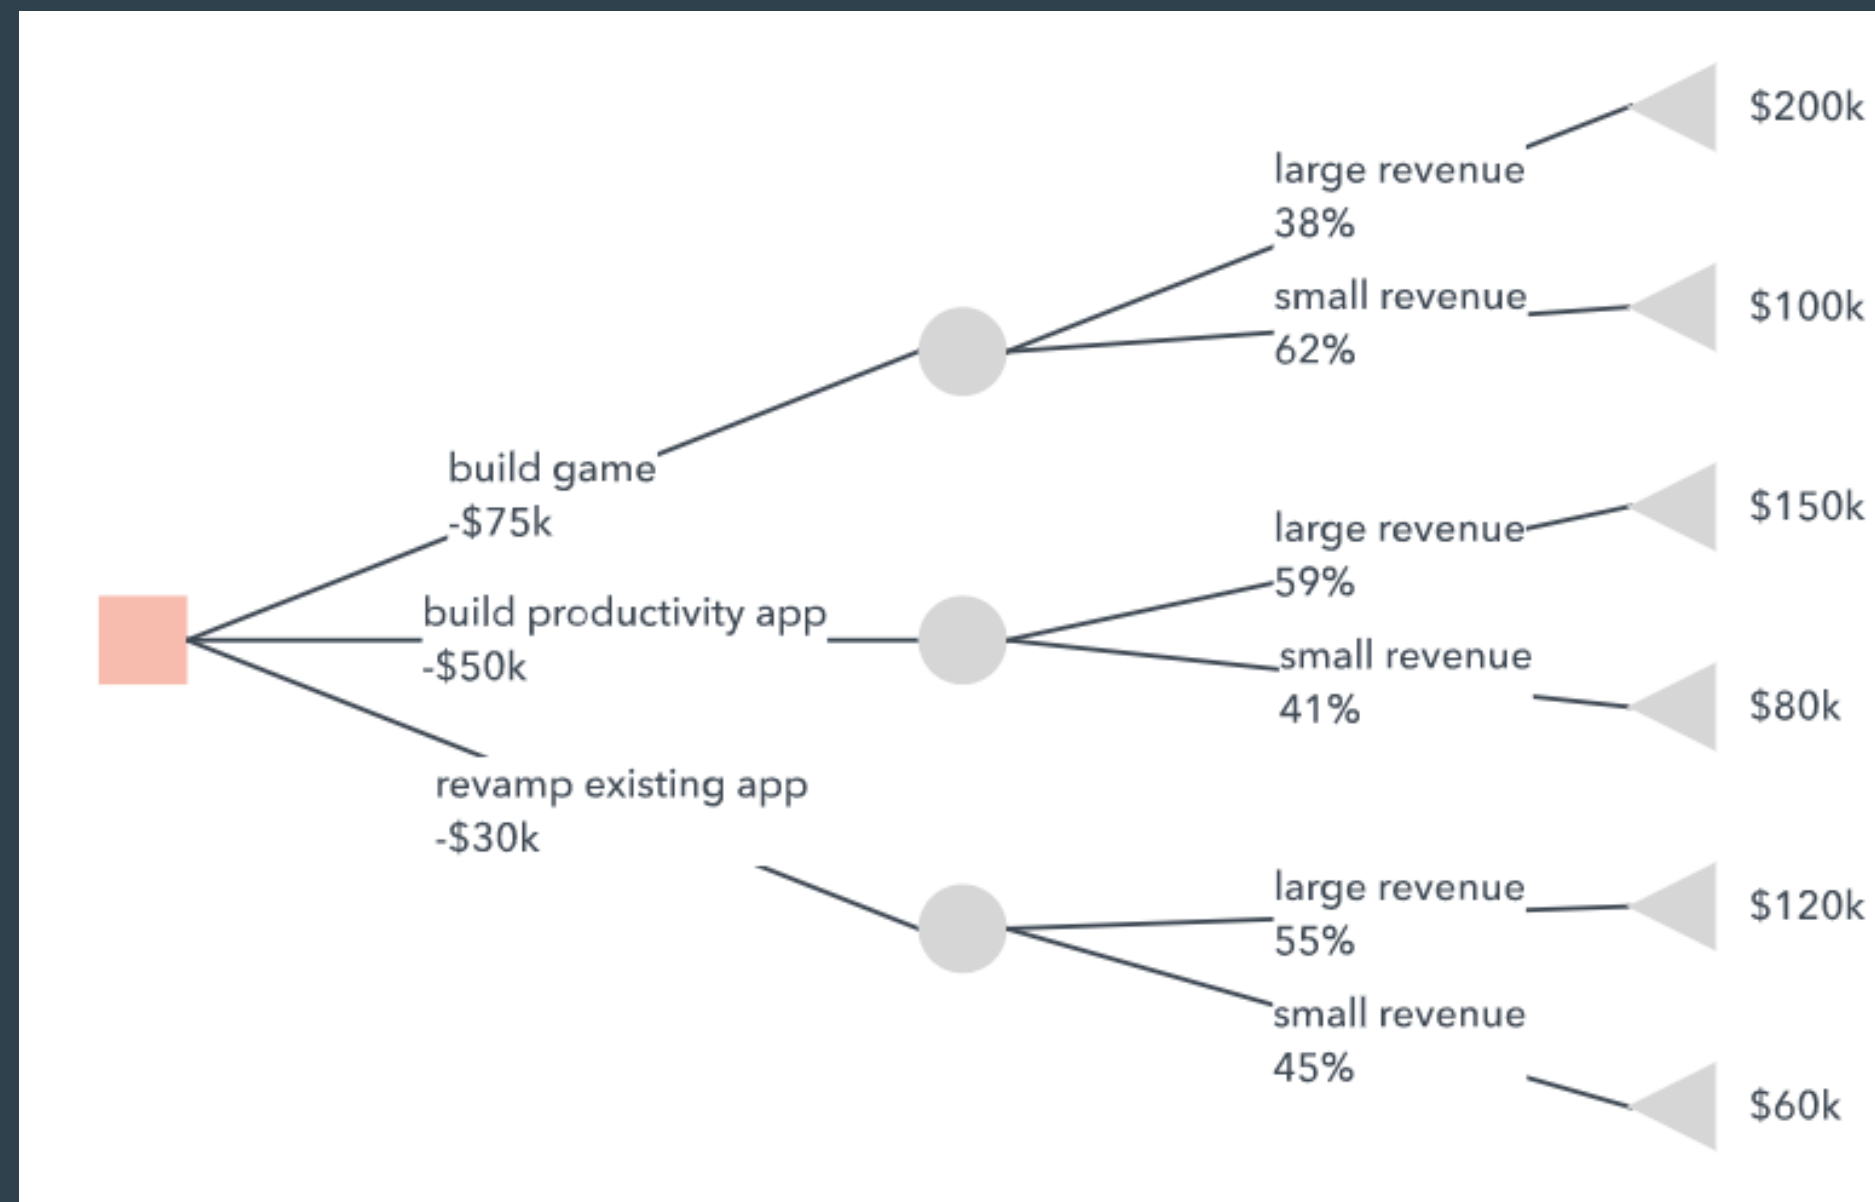 $200k
large revenue
38%
small revenue
62%
$100k
build game
-$75k
$150k
large revenue
59%
build productivity app
-$50k
small revenue
41%
$80k
revamp existing app
-$30k
large revenue
55%
$120k
small revenue
45%
$60k